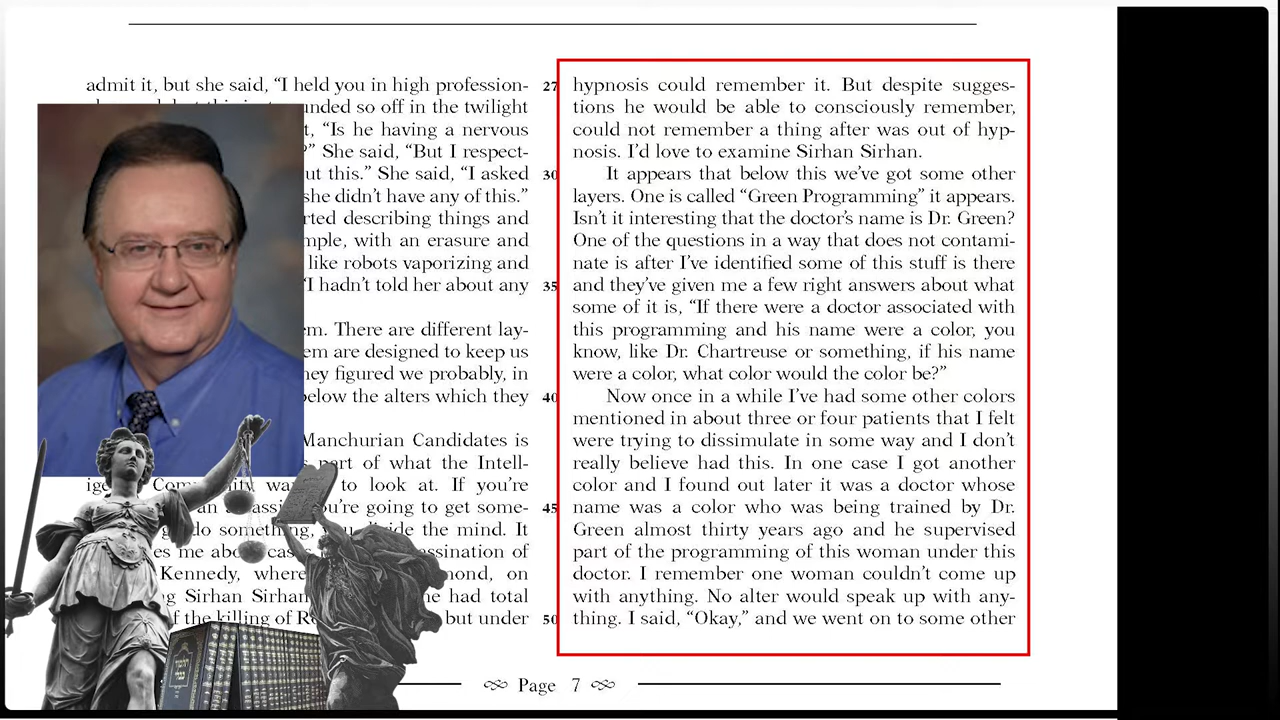 admit it, but she said, “I held you in high profession-
unded so off in the twilight
t, “Is he having a nervous
” She said, “But I respect-
ut this.” She said, “I asked
she didn’t have any of this.”
rted describing things and
mple, with an erasure and
like robots vaporizing and
“I hadn’t told her about any
em. There are different lay-
em are designed to keep us
hey figured we probably, in
below the alters which they
Manchurian Candidates is
part of what the Intell-
to look at. If you’re
you’re going to get some-
do something, the mind. It
es me about assination of
Kennedy, where mond, on
Sirhan Sirhan he had total
f the killing of but under
27
30
35
40
45
50
hypnosis could remember it. But despite sugges-
tions he would be able to consciously remember,
could not remember a thing after was out of hyp-
nosis. I’d love to examine Sirhan Sirhan.
It appears that below this we’ve got some other
layers. One is called “Green Programming” it appears.
Isn’t it interesting that the doctor’s name is Dr. Green?
One of the questions in a way that does not contami-
nate is after I’ve identified some of this stuff is there
and they’ve given me a few right answers about what
some of it is, “If there were a doctor associated with
this programming and his name were a color, you
know, like Dr. Chartreuse or something, if his name
were a color, what color would the color be?”
Now once in a while I’ve had some other colors
mentioned in about three or four patients that I felt
were trying to dissimulate in some way and I don’t
really believe had this. In one case I got another
color and I found out later it was a doctor whose
name was a color who was being trained by Dr.
Green almost thirty years ago and he supervised
part of the programming of this woman under this
doctor. I remember one woman couldn’t come up
with anything. No alter would speak up with any-
thing. I said, “Okay,” and we went on to some other
Page 7